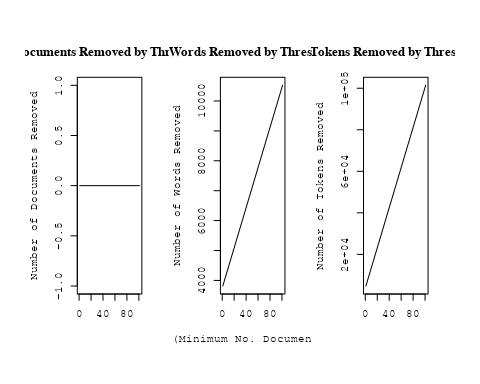 ocuments Removed by Thr
Words Removed by Thres
Tokens Removed by Thres
Number of Documents Removed
−1.0 −0.5 0.0 0.5 1.0
0 40 80
Number of Words Removed
4000 6000 8000 10000
0 40 80
Number of Tokens Removed
2e+04 6e+04 1e+05
0 40 80
(Minimum No. Documen